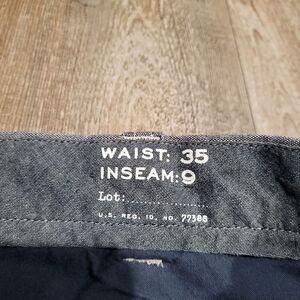 WAIST: 35
INSEAM: 9
Lot:..................
U.S. REG. ID. NO. 77388